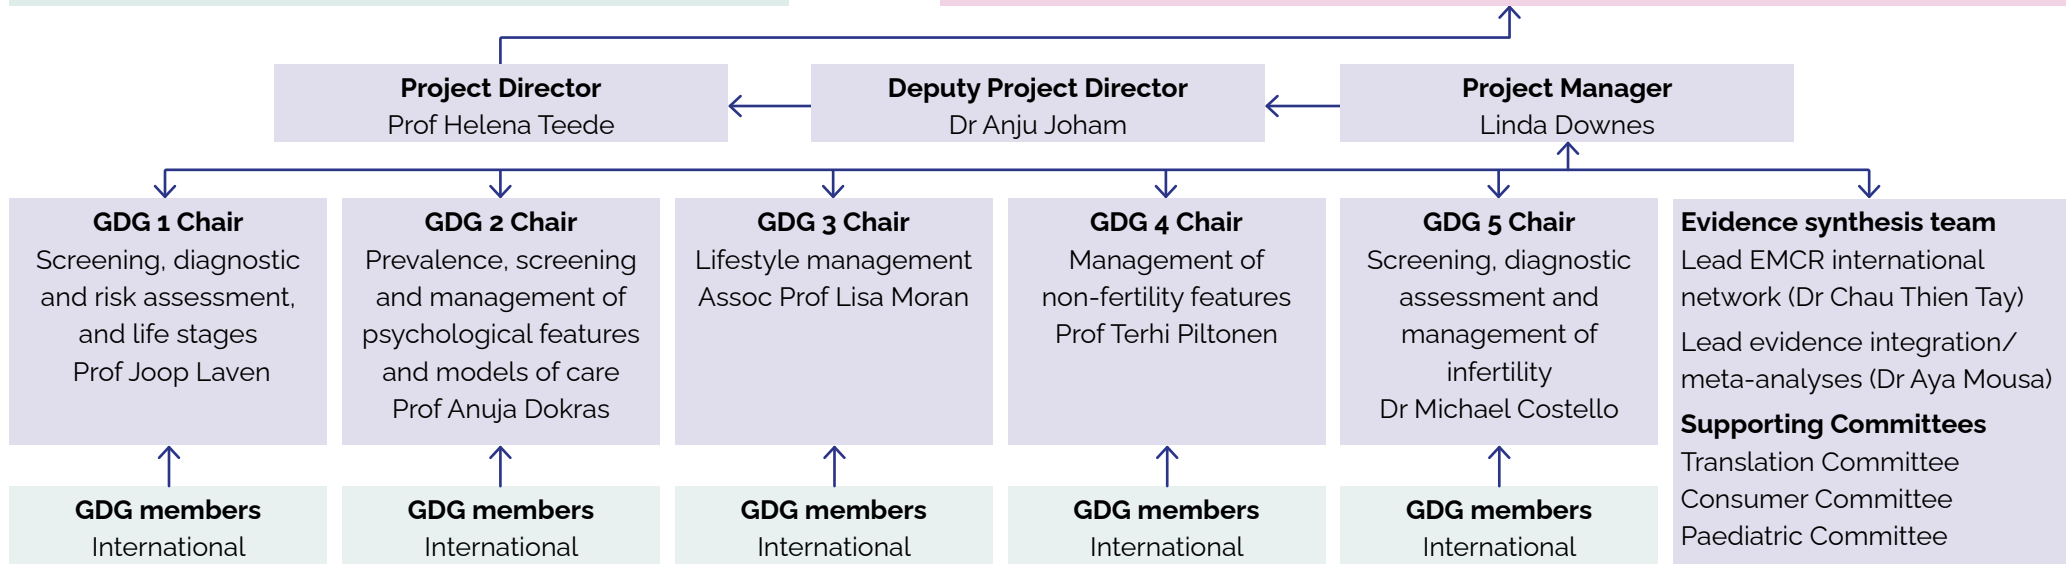 Project Director
Prof Helena Teede
Deputy Project Director
Dr Anju Joham
Project Manager
Linda Downes
GDG 1 Chair
Screening, diagnostic
and risk assessment,
and life stages
Prof Joop Laven
GDG 2 Chair
Prevalence, screening
and management of
psychological features
and models of care
Prof Anuja Dokras
GDG 3 Chair
Lifestyle management
Assoc Prof Lisa Moran
GDG 4 Chair
Management of
non-fertility features
Prof Terhi Piltonen
GDG 5 Chair
Screening, diagnostic
assessment and
management of
infertility
Dr Michael Costello
Evidence synthesis team
Lead EMCR international
network (Dr Chau Thien Tay)
Lead evidence integration/
meta-analyses (Dr Aya Mousa)
Supporting Committees
Translation Committee
Consumer Committee
Paediatric Committee
GDG members
International
GDG members
International
GDG members
International
GDG members
International
GDG members
International